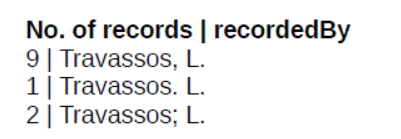 No. of records | recordedBy
9 | Travassos, L.
1 | Travassos. L.
2 | Travassos; L.